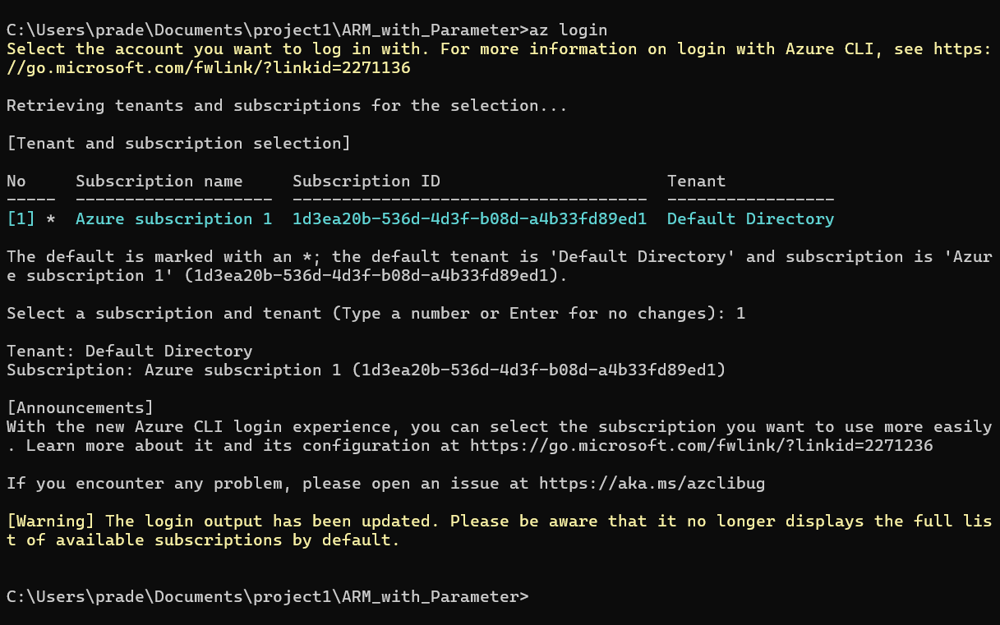 C:\Users\prade\Documents\project1\ARM_with_Parameter>az login
Select the account you want to log in with. For more information on login with Azure CLI, see https:
//go.microsoft.com/fwlink/?linkid=2271136
Retrieving tenants and subscriptions for the selection...
[Tenant and subscription selection]
No     Subscription name     Subscription ID                       Tenant
-----  --------------------  ------------------------------------  -----------------
[1] *  Azure subscription 1  1d3ea20b-536d-4d3f-b08d-a4b33fd89ed1  Default Directory
The default is marked with an *; the default tenant is 'Default Directory' and subscription is 'Azur
e subscription 1' (1d3ea20b-536d-4d3f-b08d-a4b33fd89ed1).
Select a subscription and tenant (Type a number or Enter for no changes): 1
Tenant: Default Directory
Subscription: Azure subscription 1 (1d3ea20b-536d-4d3f-b08d-a4b33fd89ed1)
[Announcements]
With the new Azure CLI login experience, you can select the subscription you want to use more easily
. Learn more about it and its configuration at https://go.microsoft.com/fwlink/?linkid=2271236
If you encounter any problem, please open an issue at https://aka.ms/azclibug
[Warning] The login output has been updated. Please be aware that it no longer displays the full lis
t of available subscriptions by default.
C:\Users\prade\Documents\project1\ARM_with_Parameter>